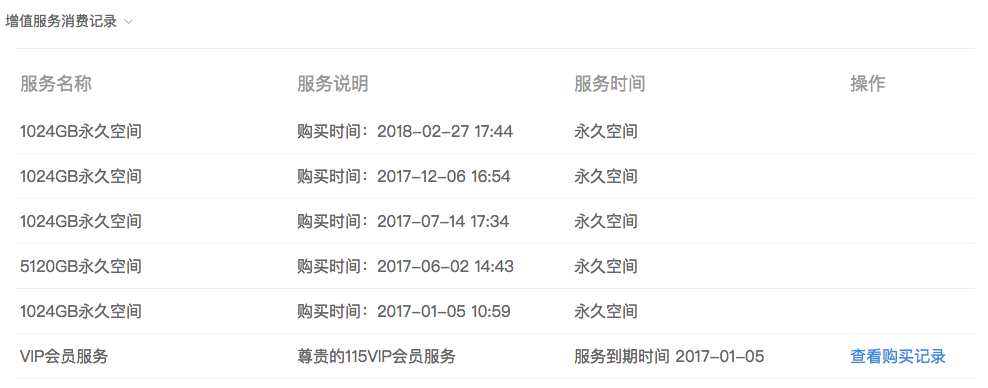 增值服务消费记录
服务名称 服务说明 服务时间 操作
1024GB永久空间 购买时间：2018-02-27 17:44 永久空间
1024GB永久空间 购买时间：2017-12-06 16:54 永久空间
1024GB永久空间 购买时间：2017-07-14 17:34 永久空间
5120GB永久空间 购买时间：2017-06-02 14:43 永久空间
1024GB永久空间 购买时间：2017-01-05 10:59 永久空间
VIP会员服务 尊贵的115VIP会员服务 服务到期时间 2017-01-05 查看购买记录